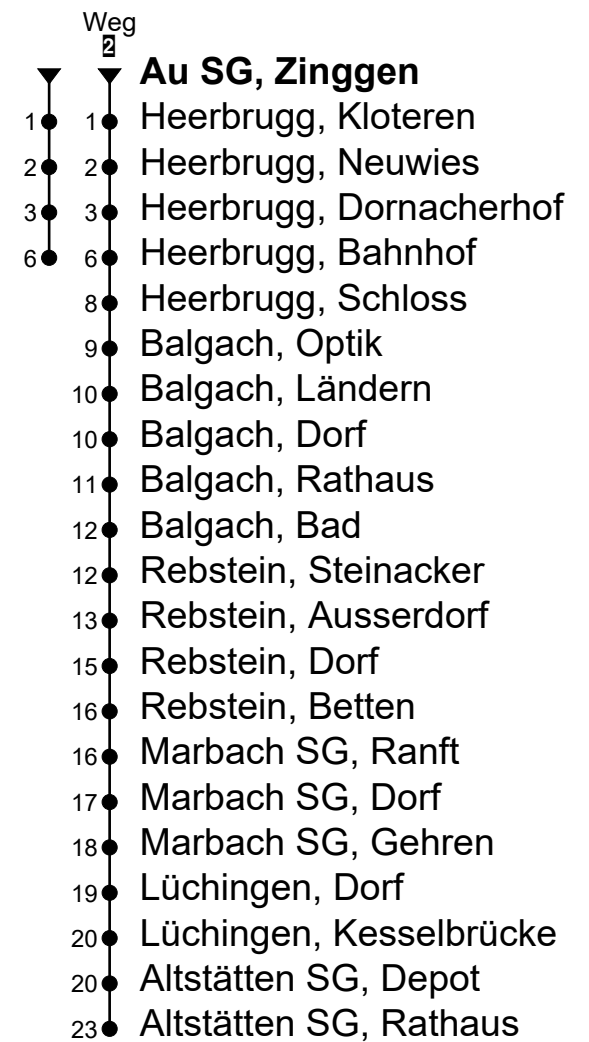 Weg
2
Au SG, Zinggen
1 1 Heerbrugg, Kloteren
2 2 Heerbrugg, Neuwies
3 3 Heerbrugg, Dornacherhof
6 6 Heerbrugg, Bahnhof
8 Heerbrugg, Schloss
9 Balgach, Optik
10 Balgach, Ländern
10 Balgach, Dorf
11 Balgach, Rathaus
12 Balgach, Bad
12 Rebstein, Steinacker
13 Rebstein, Ausserdorf
15 Rebstein, Dorf
16 Rebstein, Betten
16 Marbach SG, Ranft
17 Marbach SG, Dorf
18 Marbach SG, Gehren
19 Lüchingen, Dorf
20 Lüchingen, Kesselbrücke
20 Altstätten SG, Depot
23 Altstätten SG, Rathaus